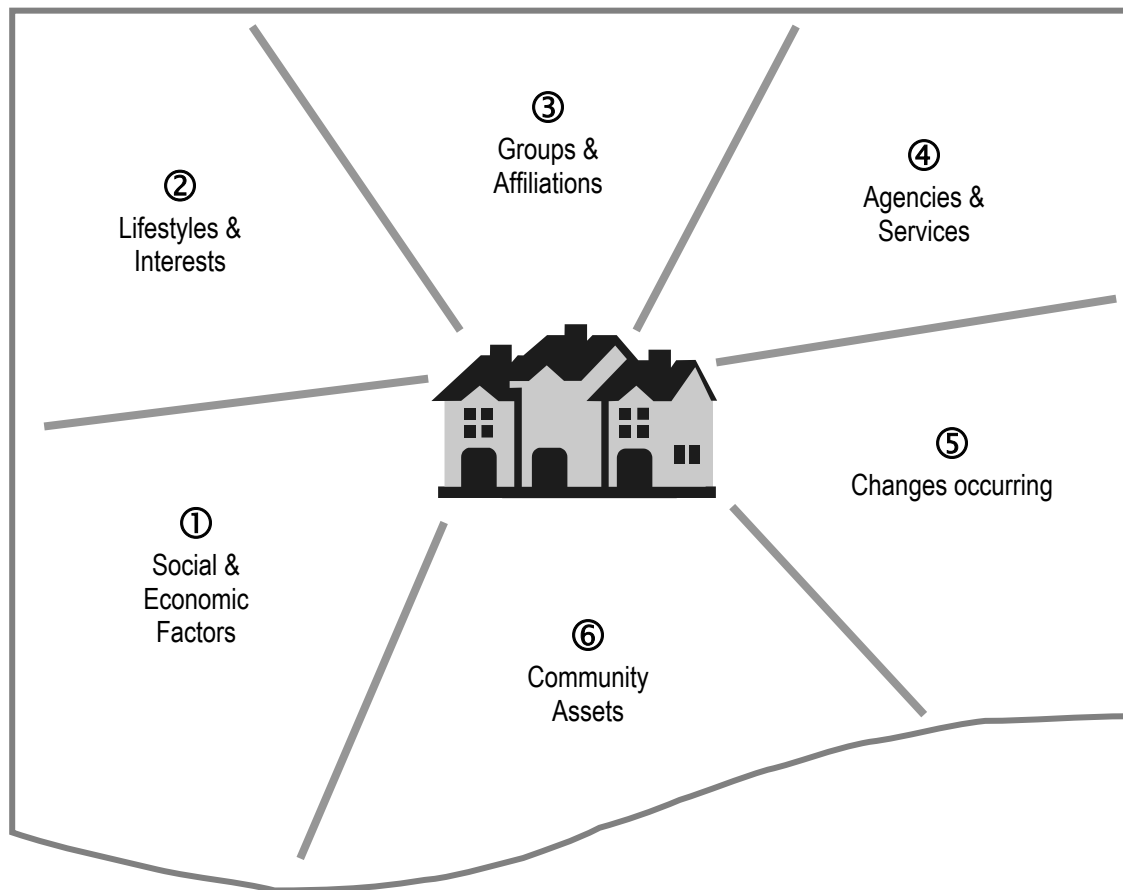 ①
Social &
Economic
Factors
②
Lifestyles &
Interests
③
Groups &
Affiliations
④
Agencies &
Services
⑤
Changes occurring
⑥
Community
Assets